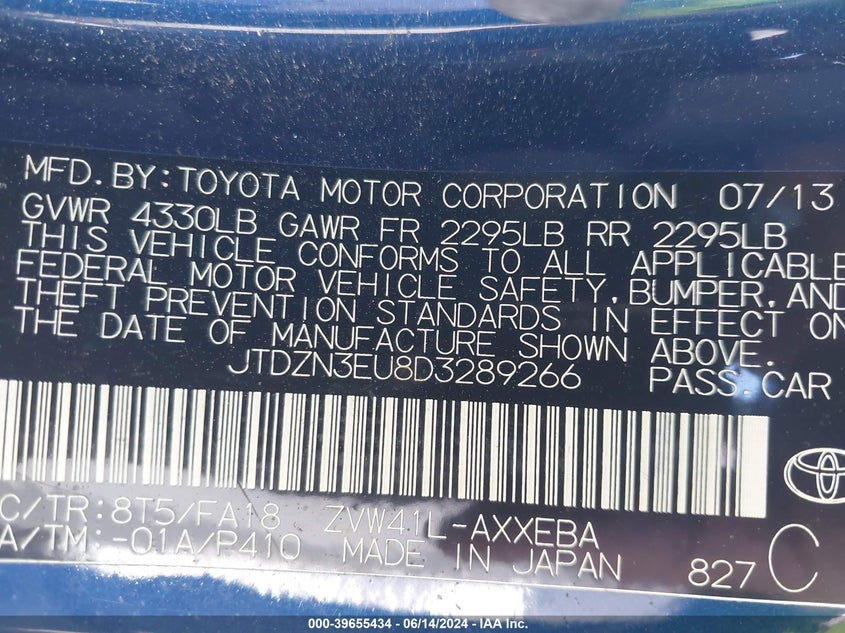 MFD.BY:TOYOTA MOTOR CORPORATION 07/13
GVWR 4330LB GAWR FR 2295LB RR 2295LB
THIS VEHICLE CONFORMS TO ALL APPLICABLE
FEDERAL MOTOR VEHICLE SAFETY,BUMPER,AND
THEFT PREVENTION STANDARDS IN EFFECT ON
THE DATE OF MANUFACTURE SHOWN ABOVE.
JTDZN3EU8D3289266 PASS.CAR
C/TR:8T5/FA18 ZVW41L-AXXEBA
A/TM:-01A/P410 MADE IN JAPAN
827 C
000-39655434 - 06/14/2024 - IAA Inc.